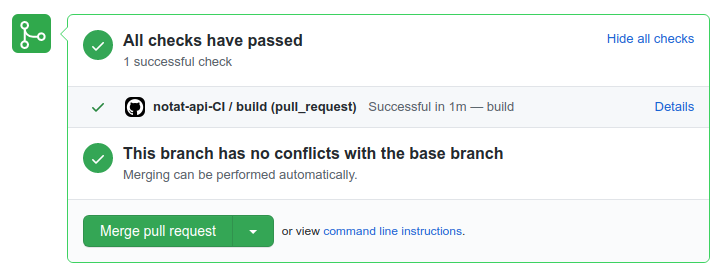 All checks have passed
Hide all checks
1 successful check
notat-api-CI / build (pull_request) Successful in 1m — build
Details
This branch has no conflicts with the base branch
Merging can be performed automatically.
Merge pull request
or view command line instructions.